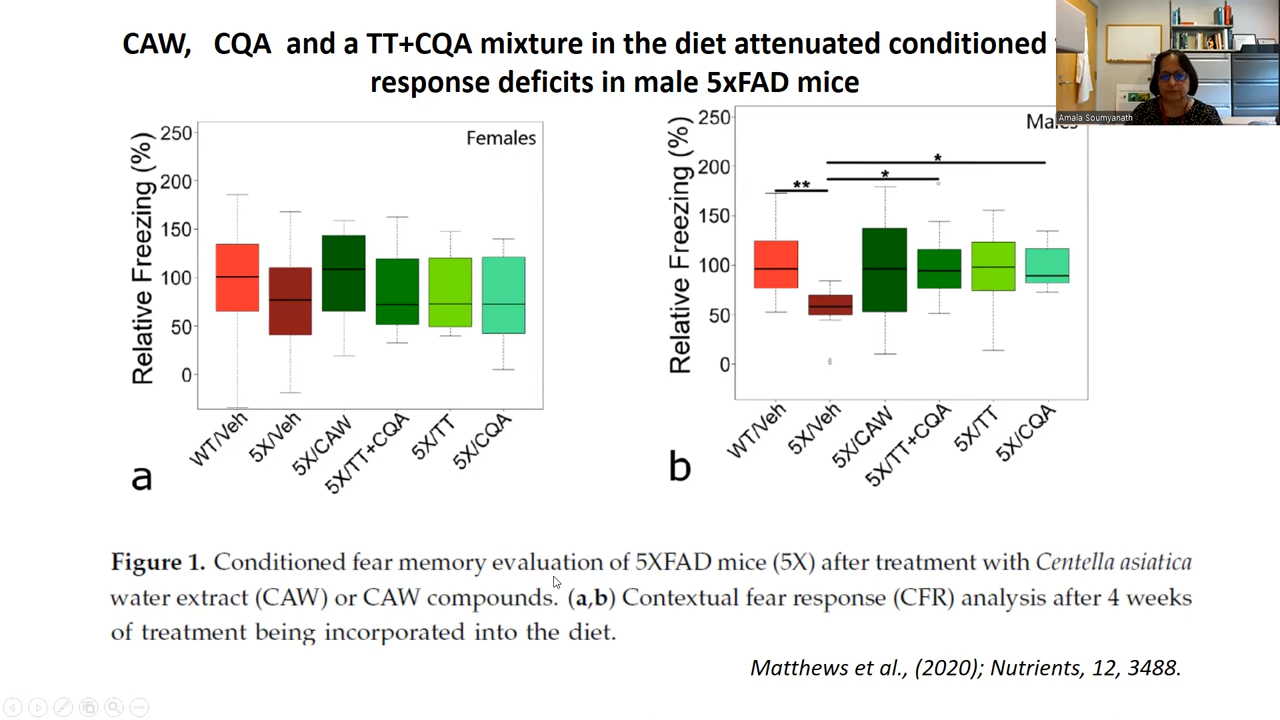 CAW, CQA and a TT+CQA mixture in the diet attenuated conditioned
response deficits in male 5xFAD mice
Amala Soumyanath
Relative Freezing (%)
250
200
150
100
50
0
Females
WT/Veh
5X/Veh
5X/CAW
5X/TT+CQA
5X/TT
5X/CQA
a
Relative Freezing (%)
250
200
150
100
50
0
Males
**
*
*
WT/Veh
5X/Veh
5X/CAW
5X/TT+CQA
5X/TT
5X/CQA
b
Figure 1. Conditioned fear memory evaluation of 5XFAD mice (5X) after treatment with Centella asiatica
water extract (CAW) or CAW compounds. (a,b) Contextual fear response (CFR) analysis after 4 weeks
of treatment being incorporated into the diet.
Matthews et al., (2020); Nutrients, 12, 3488.